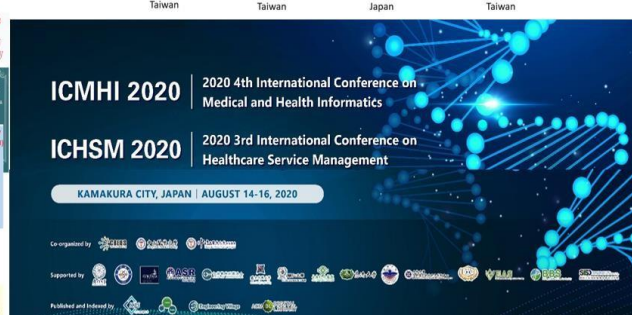 Taiwan Taiwan Japan Taiwan
ICMHI 2020
2020 4th International Conference on
Medical and Health Informatics
ICHSM 2020
2020 3rd International Conference on
Healthcare Service Management
KAMAKURA CITY, JAPAN | AUGUST 14-16, 2020
Co-organized by
Supported by
Published and Indexed by Engineering Village